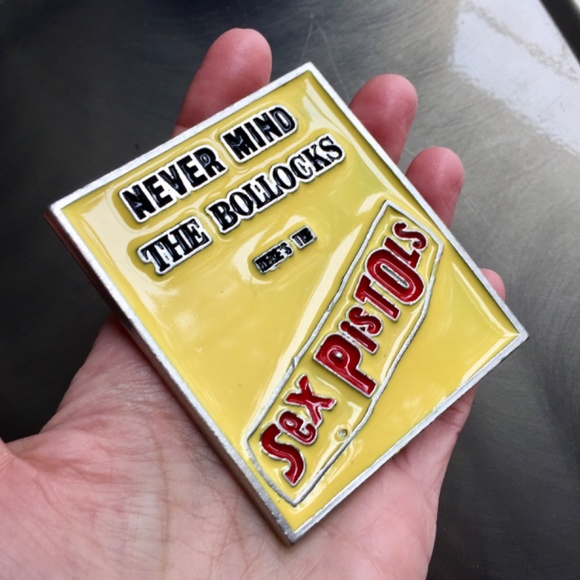 NEVER MIND
THE BOLLOCKS
HERE'S THE
SEX PISTOLS